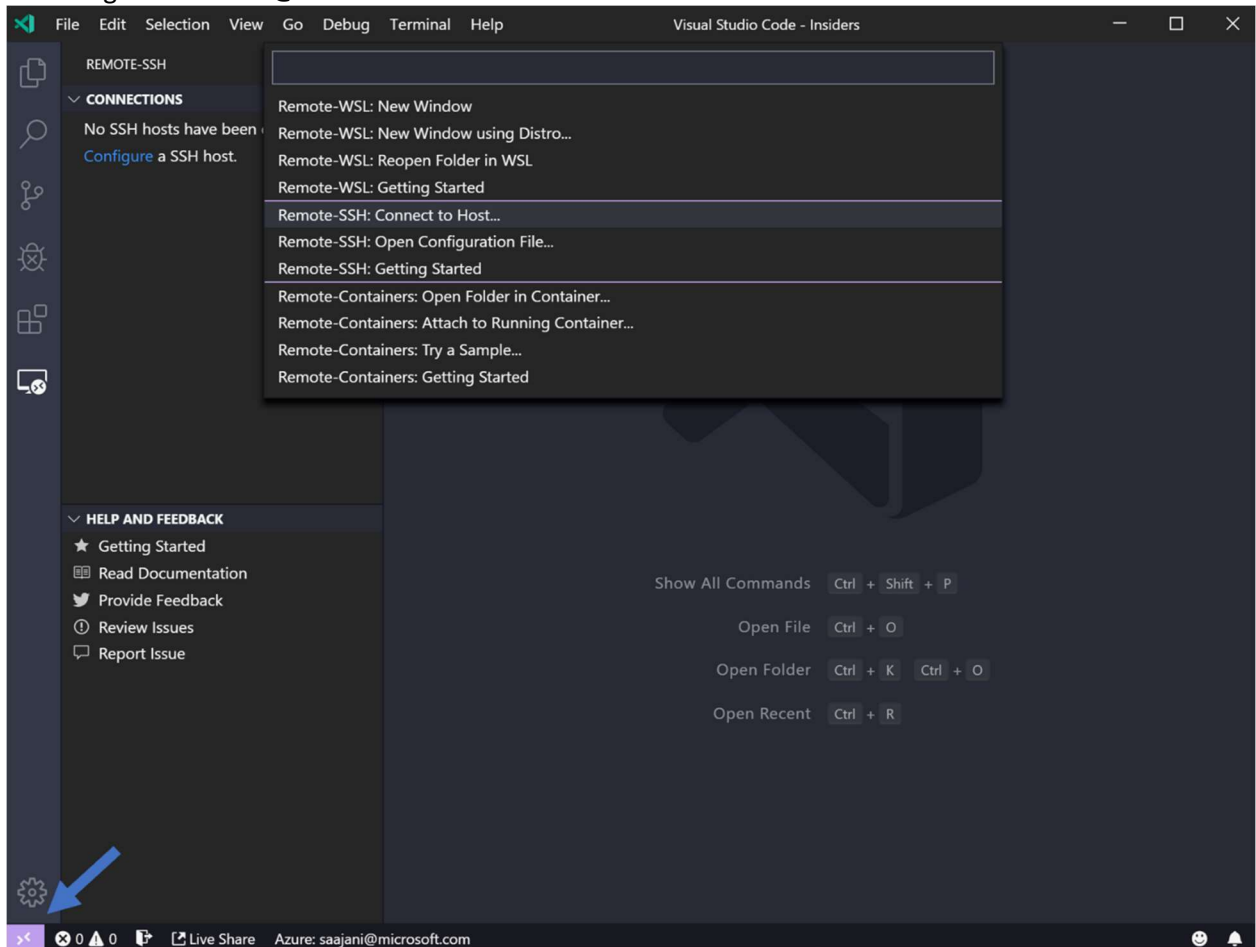 File Edit Selection View Go Debug Terminal Help Visual Studio Code - Insiders
REMOTE-SSH
CONNECTIONS
No SSH hosts have been
Configure a SSH host.
Remote-WSL: New Window
Remote-WSL: New Window using Distro...
Remote-WSL: Reopen Folder in WSL
Remote-WSL: Getting Started
Remote-SSH: Connect to Host...
Remote-SSH: Open Configuration File...
Remote-SSH: Getting Started
Remote-Containers: Open Folder in Container...
Remote-Containers: Attach to Running Container...
Remote-Containers: Try a Sample...
Remote-Containers: Getting Started
HELP AND FEEDBACK
Getting Started
Read Documentation
Provide Feedback
Review Issues
Report Issue
Show All Commands Ctrl + Shift + P
Open File Ctrl + O
Open Folder Ctrl + K Ctrl + O
Open Recent Ctrl + R
0 0 Live Share Azure: saajani@microsoft.com